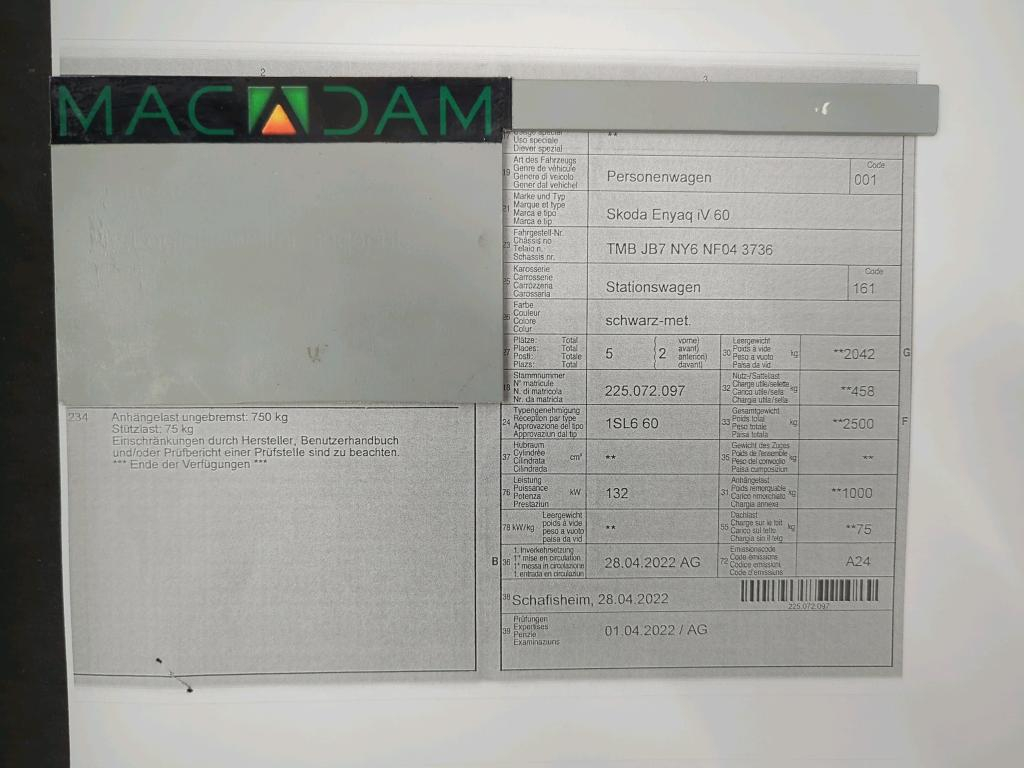 2
3
MACADAM
Uso speciale
Diever spezial
**
19
Art des Fahrzeugs
Genre de véhicule
Genere di veicolo
Gener dal vehichel
Personenwagen
Code
001
21
Marke und Typ
Marque et type
Marca e tipo
Marca e tip
Skoda Enyaq iV 60
23
Fahrgestell-Nr.
Châssis no
Telaio n.
Schassis nr.
TMB JB7 NY6 NF04 3736
25
Karosserie
Carrosserie
Carrozzeria
Carossaria
Stationswagen
Code
161
26
Farbe
Couleur
Colore
Colur
schwarz-met.
27
Plätze: Total
Places: Total
Posti: Totale
Plazs: Total
5
vorne)
avant)
anteriori)
davant)
2
30
Leergewicht
Poids à vide
Peso a vuoto
Paisa da vid
kg
**2042
G
18
Stammnummer
N° matricule
N. di matricola
Nr. da matricla
225.072.097
32
Nutz-/Sattellast
Charge utile/sellette
Carico utile/sella
Chargia utila/sella
kg
**458
24
Typengenehmigung
Réception par type
Approvazione del tipo
Approvaziun dal tip
1SL6 60
33
Gesamtgewicht
Poids total
Peso totale
Paisa totala
kg
**2500
F
37
Hubraum
Cylindrée
Cilindrata
Cilindrada
cm³
**
35
Gewicht des Zuges
Poids de l'ensemble
Peso del convoglio
Paisa cumposiziun
kg
**
76
Leistung
Puissance
Potenza
Prestaziun
kW
132
31
Anhängelast
Poids remorquable
Carico rimorchiato
Chargia annexa
kg
**1000
78 kW/kg
Leergewicht
poids à vide
peso a vuoto
paisa da vid
**
55
Dachlast
Charge sur le toit
Carico sul tetto
Chargia sin il tetg
kg
**75
B
36
1. Inverkehrsetzung
1re mise en circulation
1a messa in circolazione
1. entrada en circulaziun
28.04.2022 AG
72
Emissionscode
Code émissions
Codice emissioni
Code d'emissiuns
A24
38
Schafisheim, 28.04.2022
225.072.097
39
Prüfungen
Expertises
Perizie
Examinaziuns
01.04.2022 / AG
234
Anhängelast ungebremst: 750 kg
Stützlast: 75 kg
Einschränkungen durch Hersteller, Benutzerhandbuch
und/oder Prüfbericht einer Prüfstelle sind zu beachten.
*** Ende der Verfügungen ***